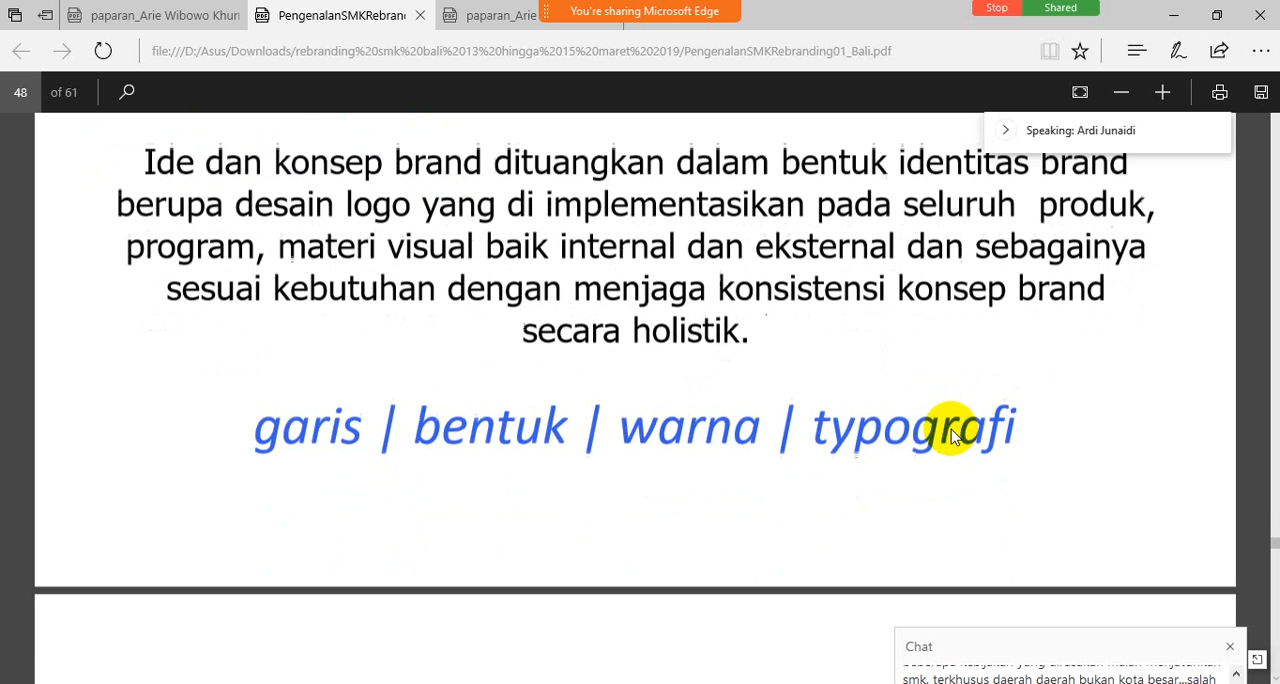 paparan_Arie Wibowo Khuri
PengenalanSMKRebran
paparan_Arie
You're sharing Microsoft Edge
Stop
Shared
file:///D:/Asus/Downloads/rebranding%20smk%20bali%2013%20hingga%2015%20maret%202019/PengenalanSMKRebranding01_Bali.pdf
48 of 61
Speaking: Ardi Junaidi
Ide dan konsep brand dituangkan dalam bentuk identitas brand
berupa desain logo yang di implementasikan pada seluruh produk,
program, materi visual baik internal dan eksternal dan sebagainya
sesuai kebutuhan dengan menjaga konsistensi konsep brand
secara holistik.
garis | bentuk | warna | typografi
Chat
smk, terkhusus daerah daerah bukan kota besar...salah